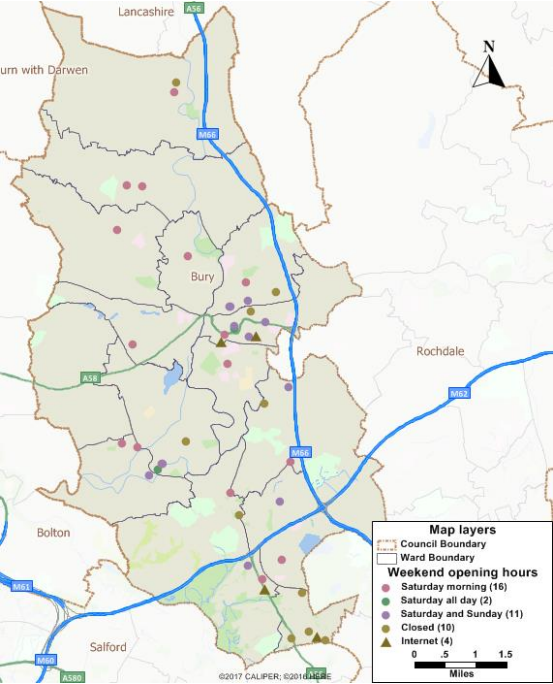 Lancashire
A56
urn with Darwen
N
M66
Bury
Rochdale
A58
M62
M66
Bolton
M61
Salford
M60
A580
Map layers
Council Boundary
Ward Boundary
Weekend opening hours
Saturday morning (16)
Saturday all day (2)
Saturday and Sunday (11)
Closed (10)
Internet (4)
0 .5 1 1.5
Miles
©2017 CALIPER; ©2016 HERE